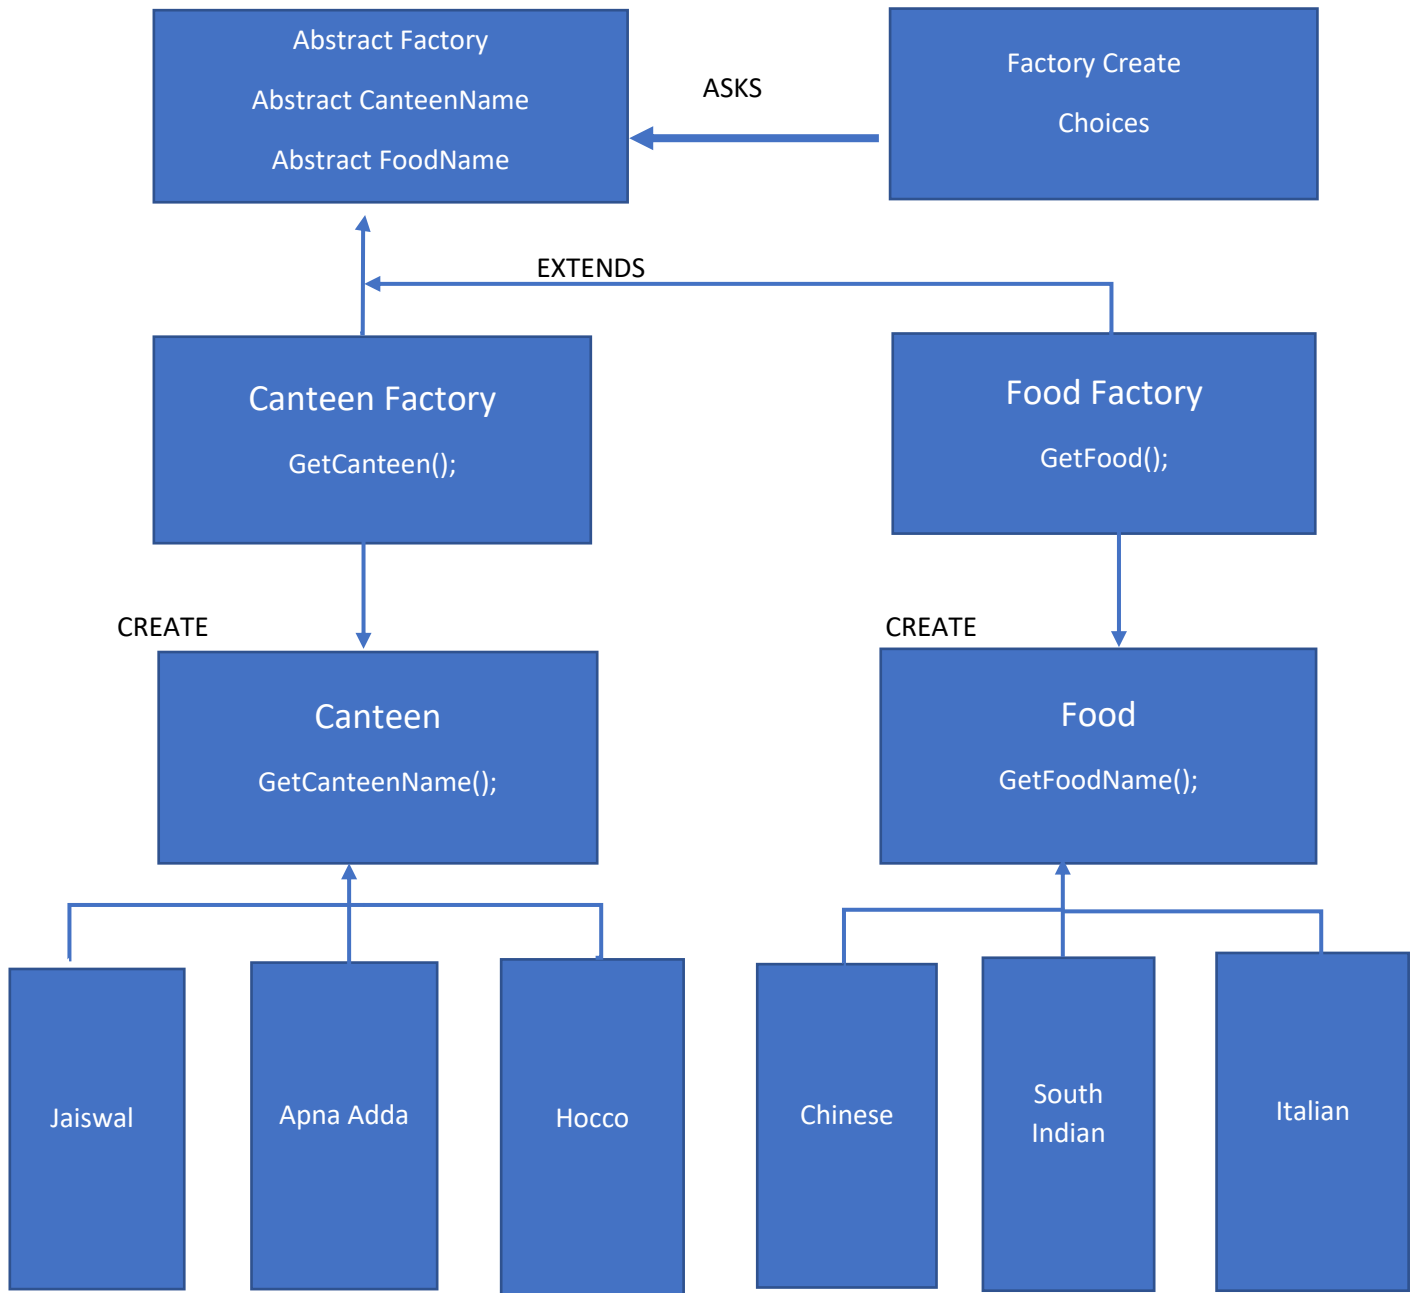 Abstract Factory
Abstract CanteenName
Abstract FoodName
ASKS
Factory Create
Choices
EXTENDS
Canteen Factory
GetCanteen();
Food Factory
GetFood();
CREATE
CREATE
Canteen
GetCanteenName();
Food
GetFoodName();
Jaiswal
Apna Adda
Hocco
Chinese
South
Indian
Italian